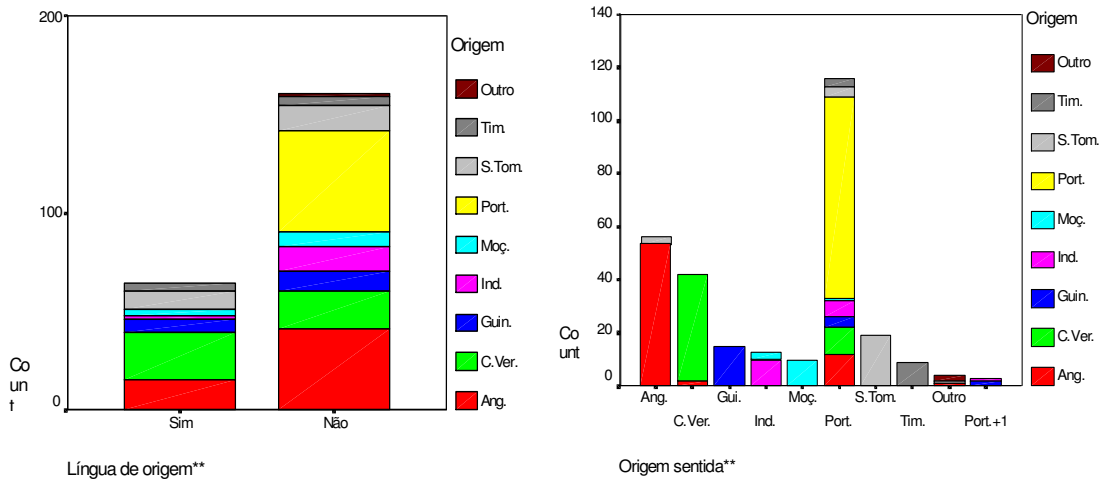 200
100
0
Co
un
t
Sim
Não
Língua de origem**
Origem
Outro
Tim.
S.Tom.
Port.
Moç.
Ind.
Guin.
C.Ver.
Ang.
140
120
100
80
60
40
20
0
Co
unt
Ang.
C.Ver.
Gui.
Ind.
Moç.
Port.
S.Tom.
Tim.
Outro
Port.+1
Origem sentida**
Origem
Outro
Tim.
S.Tom.
Port.
Moç.
Ind.
Guin.
C.Ver.
Ang.